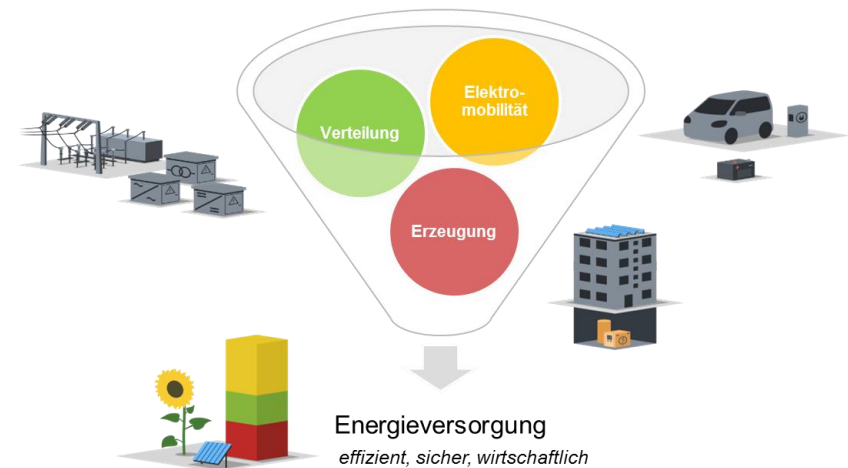 Elektro-
mobilität
Verteilung
Erzeugung
Energieversorgung
effizient, sicher, wirtschaftlich